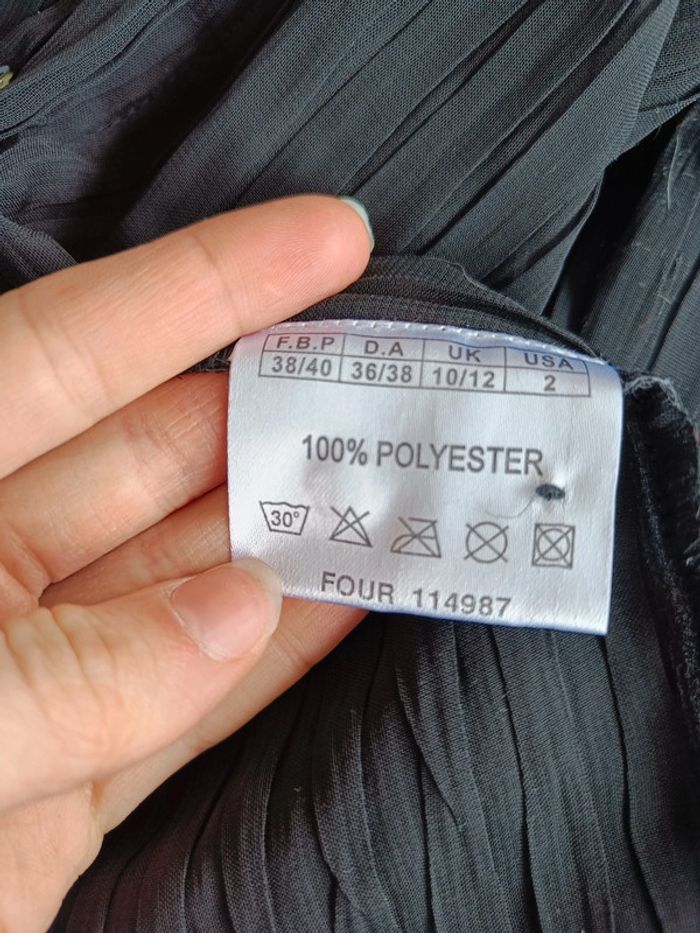 F.B.P D.A UK USA
38/40 36/38 10/12 2
100% POLYESTER
30°
FOUR 114987